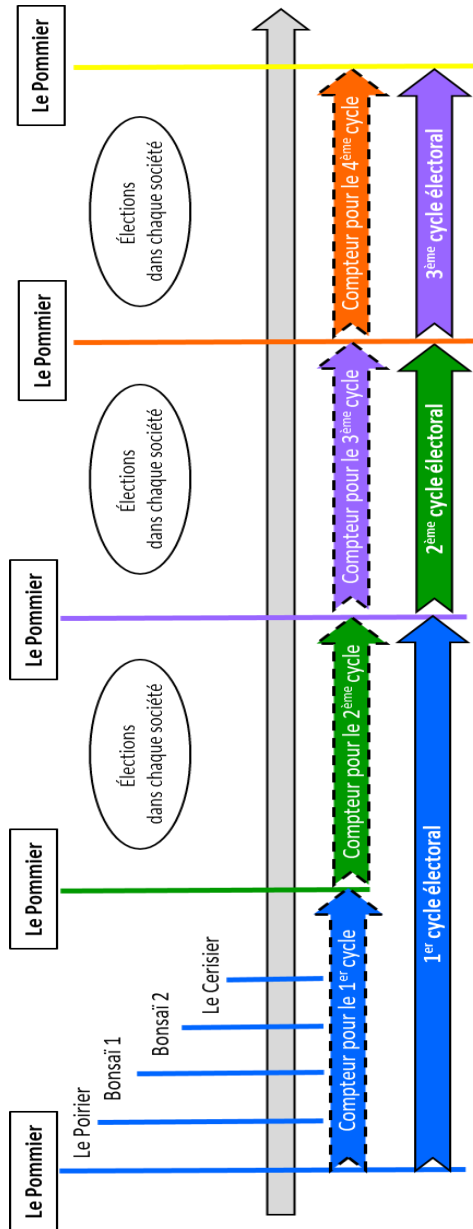 Le Pommier
Le Pommier
Le Pommier
Le Pommier
Le Pommier
Le Poirier
Bonsaï 1
Bonsaï 2
Le Cerisier
Élections
dans chaque société
Élections
dans chaque société
Élections
dans chaque société
Compteur pour le 1er cycle
Compteur pour le 2ème cycle
Compteur pour le 3ème cycle
Compteur pour le 4ème cycle
1er cycle électoral
2ème cycle électoral
3ème cycle électoral